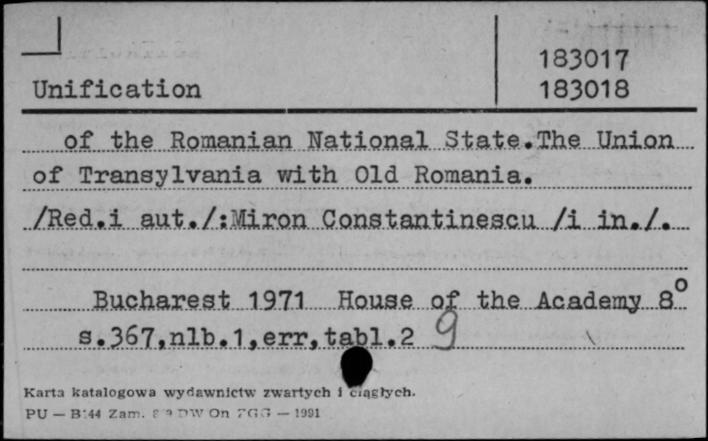 183017
Unification 183018
of the Romanian National State.The Union
of Transylvania with Old Romania.
/Red.i aut./:Miron Constantinescu /i in./.
Bucharest 1971 House of the Academy 8°
s.367,nlb.1,err,tabl.2 9
Karta katalogowa wydawnictw zwartych i ciągłych.
PU — Zam. DW On — 1991